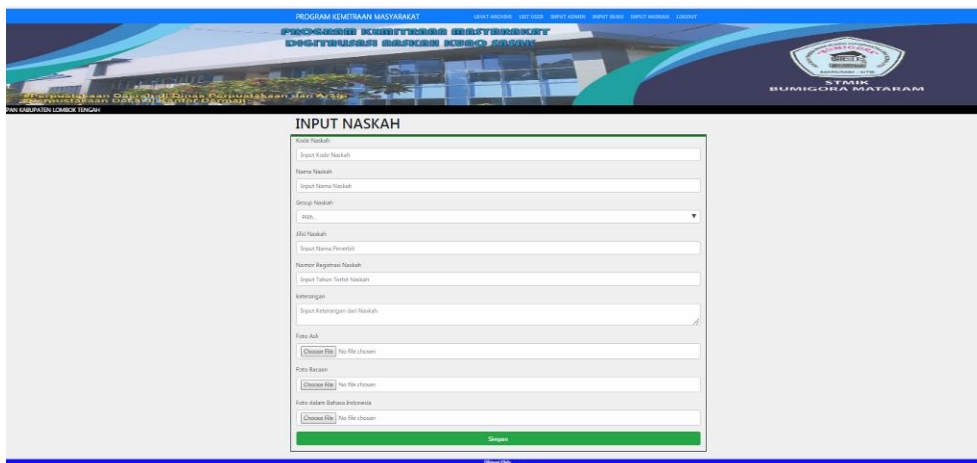 PROGRAM KEMITRAAN MASYARAKAT
LIHAT ARCHIVE LIST USER INPUT ADMIN INPUT BUKU INPUT NASKAH LOGOUT
PROGRAM KEMITRAAN MASYARAKAT
DIGITALISASI NASKAH KUNO SASAK
BUMIGORA
STMIK
BUMIGORA MATARAM
PAN KABUPATEN LOMBOK TENGAH
INPUT NASKAH
Kode Naskah
Input Kode Naskah
Nama Naskah
Input Nama Naskah
Group Naskah
Pilih...
Jilid Naskah
Input Nama Penerbit
Nomor Registrasi Naskah
Input Tahun Terbit Naskah
keterangan
Input Keterangan dari Naskah
Foto Asli
Choose File No file chosen
Foto Bacaan
Choose File No file chosen
Foto dalam Bahasa Indonesia
Choose File No file chosen
Simpan